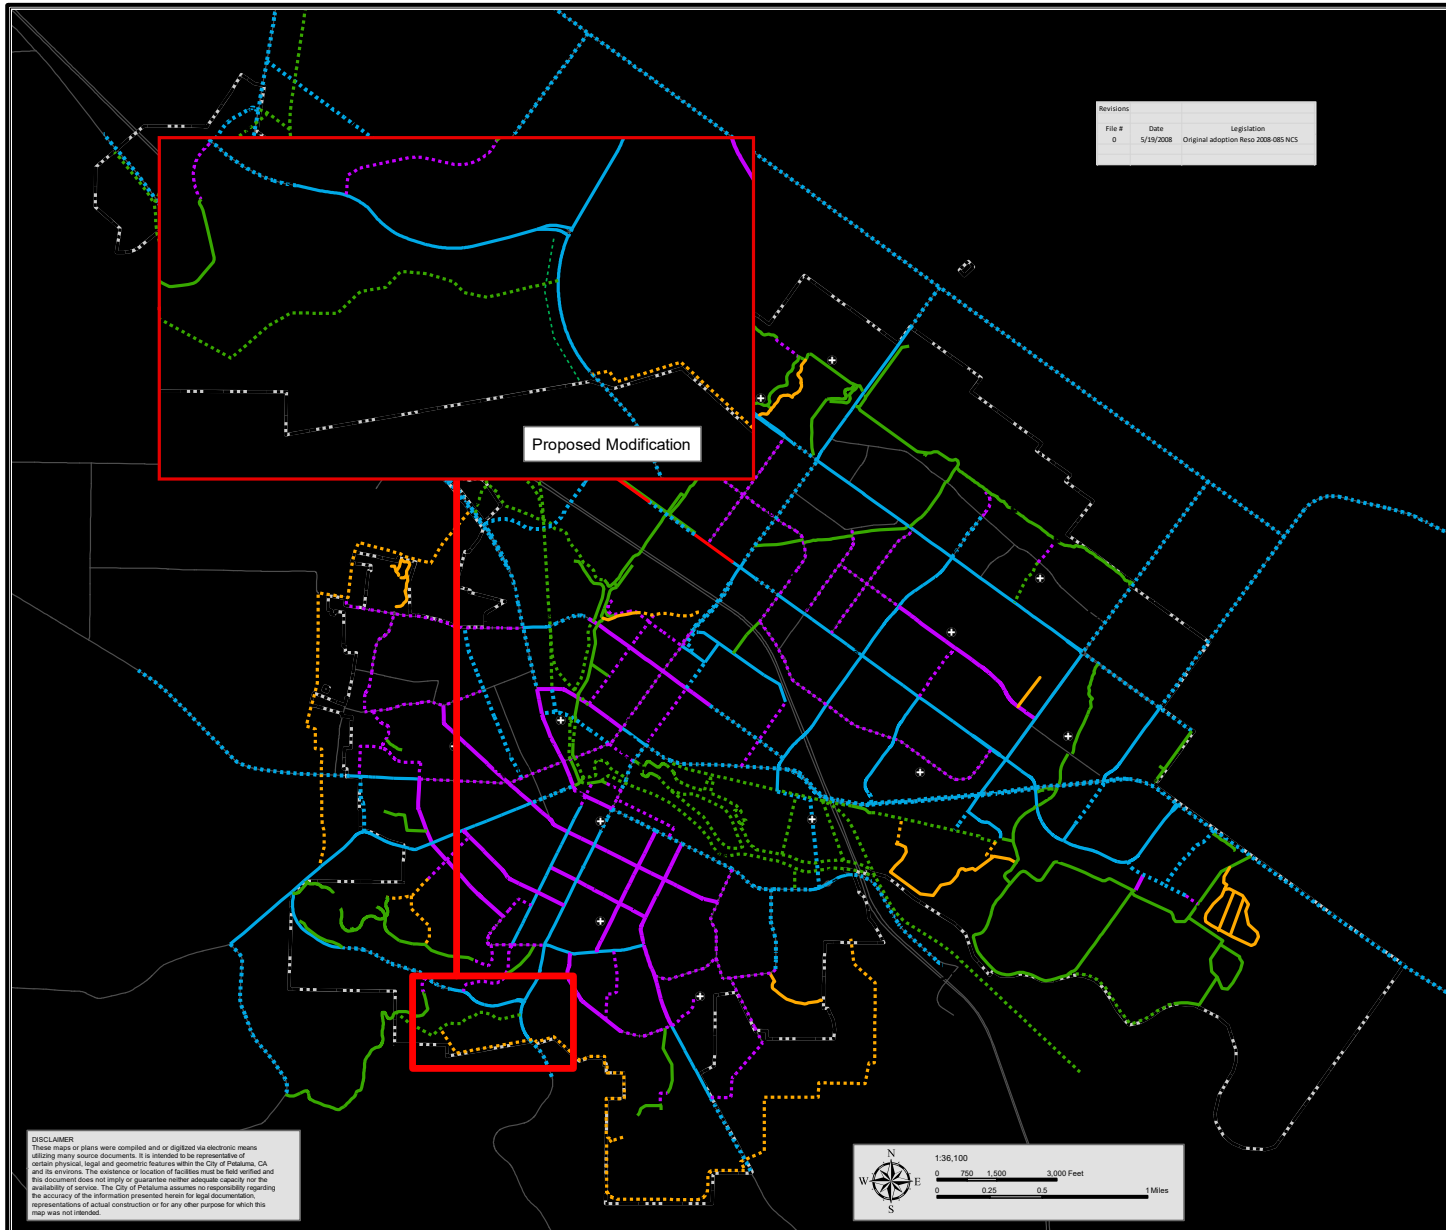 Revisions
File # Date Legislation
0 5/19/2008 Original adoption Reso 2008-085 NCS
Proposed Modification
DISCLAIMER
These maps or plans were compiled and or digitized via electronic means
utilizing many source documents. It is intended to be representative of
certain physical, legal and geometric features within the City of Petaluma, CA
and its environs. The existence or location of facilities must be field verified and
this document does not imply or guarantee neither adequate capacity nor the
availability of service. The City of Petaluma assumes no responsibility regarding
the accuracy of the information presented herein for legal documentation,
representations of actual construction or for any other purpose for which this
map was not intended.
N
W E
S
1:36,100
0 750 1,500 3,000 Feet
0 0.25 0.5 1 Miles